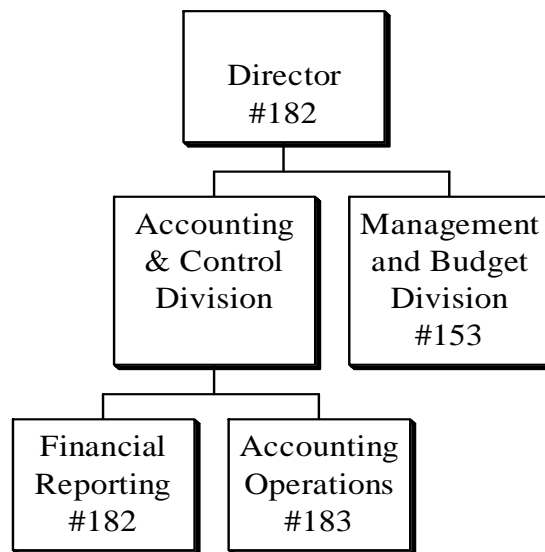 Director
#182
Accounting
& Control
Division
Management
and Budget
Division
#153
Financial
Reporting
#182
Accounting
Operations
#183